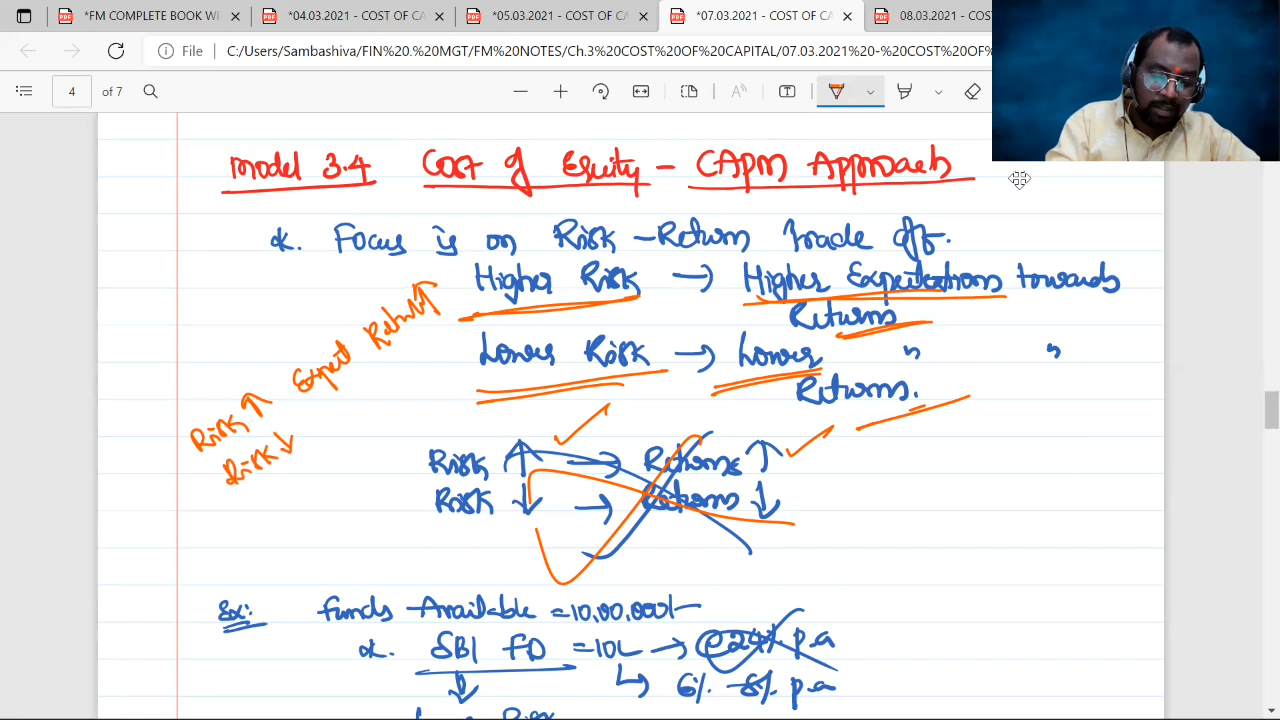 *FM COMPLETE BOOK WI
*04.03.2021 - COST OF CA
*05.03.2021 - COST OF CA
*07.03.2021 - COST OF CA
08.03.2021 - COST
File
C:/Users/Sambashiva/FIN%20.%20MGT/FM%20NOTES/Ch.3%20COST%20OF%20CAPITAL/07.03.2021%20-%20COST%20OF%
4 of 7
Model 3.4 Cost of Equity - CAPM Approach
Focus is on Risk - Return trade off.
Higher Risk → Higher Expectations towards
Returns
Lower Risk → Lower " "
Returns.
Risk ↑ Expect Return ↑
Risk ↓
Risk ↑ → Returns ↑
Risk ↓ → Returns ↓
Ex: Funds Available = 10,00,000/-
SBI FD = 10L → @24% p.a
↓ ↳ 6% - 8% p.a